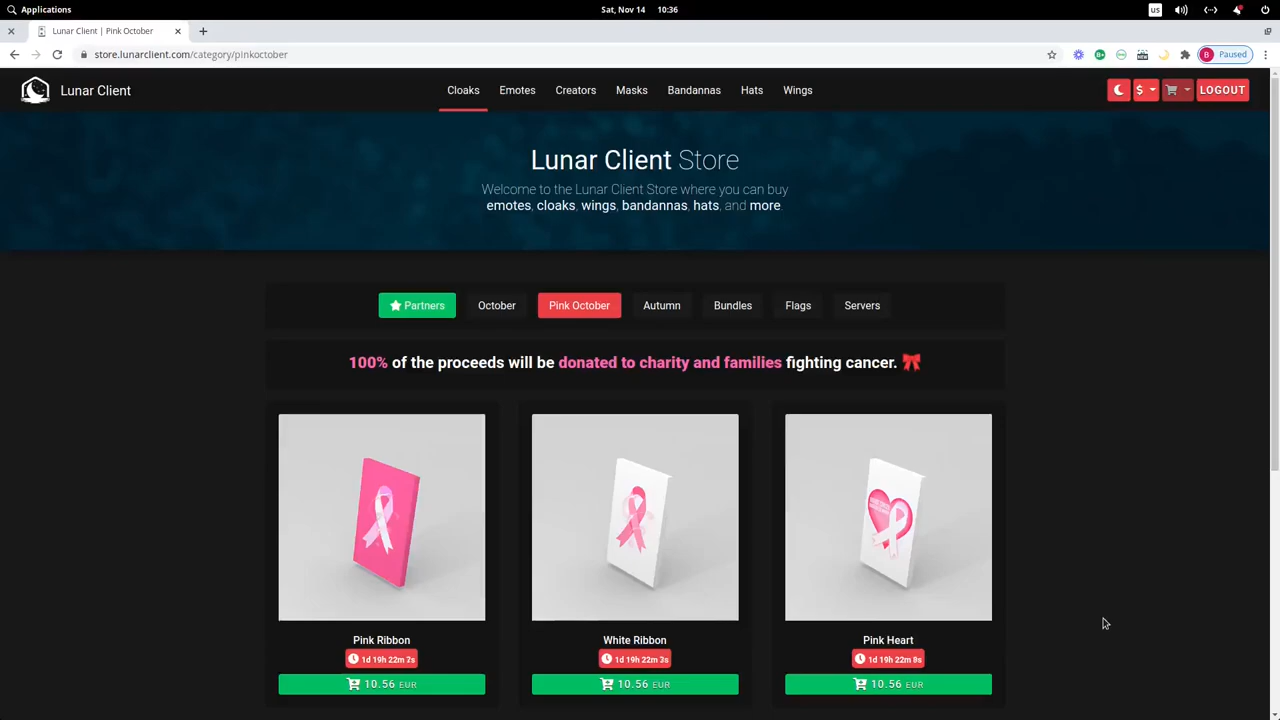 Applications
Sat, Nov 14 10:36
us
Lunar Client | Pink October
store.lunarclient.com/category/pinkoctober
B Paused
Lunar Client
Cloaks Emotes Creators Masks Bandannas Hats Wings
$
LOGOUT
Lunar Client Store
Welcome to the Lunar Client Store where you can buy
emotes, cloaks, wings, bandannas, hats, and more.
Partners October Pink October Autumn Bundles Flags Servers
100% of the proceeds will be donated to charity and families fighting cancer.
Pink Ribbon White Ribbon Pink Heart
1d 19h 22m 3s 1d 19h 22m 8s
10.56 EUR 10.56 EUR 10.56 EUR